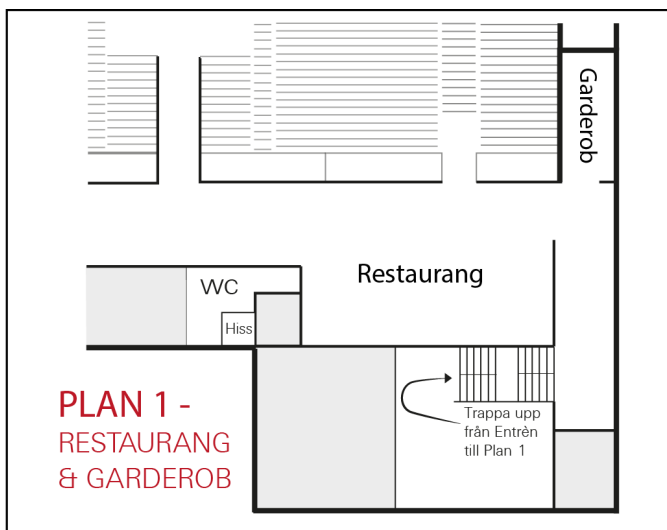 Garderob
Restaurang
WC
Hiss
PLAN 1 -
RESTAURANG
& GARDEROB
Trappa upp
från Entrèn
till Plan 1